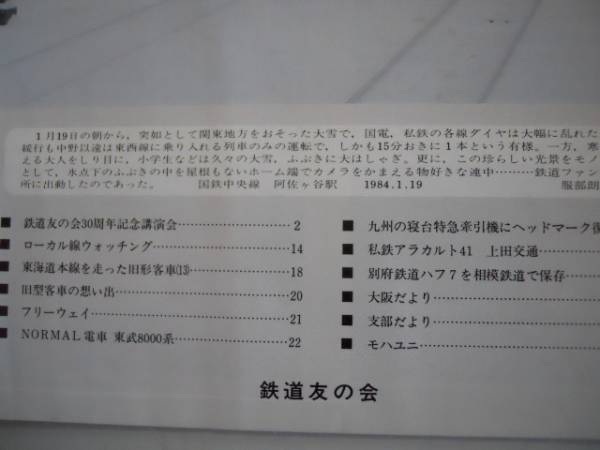 1月19日の朝から，突如として関東地方をおそった大雪で，国電，私鉄の各線ダイヤは大幅に乱れた
緩行も中野以遠は東西線に乗り入れる列車のみの運転で，しかも15分おきに1本という有様。一方，寒
える大人をしり目に，小学生などは久々の大雪，ふぶきに大はしゃぎ。更に，この珍らしい光景をモノ
として，氷点下のふぶきの中を屋根もないホーム端でカメラをかまえる物好きな連中………鉄道ファン
所に出動したのであった。 国鉄中央線 阿佐ヶ谷駅 1984.1.19 服部朗
■ 鉄道友の会30周年記念講演会……2
■ ローカル線ウォッチング……14
■ 東海道本線を走った旧形客車⒀……18
■ 旧型客車の想い出……20
■ フリーウェイ……21
■ NORMAL電車 東武8000系……22
■ 九州の寝台特急牽引機にヘッドマーク復
■ 私鉄アラカルト41 上田交通……
■ 別府鉄道ハフ7を相模鉄道で保存……
■ 大阪だより……
■ 支部だより……
■ モハユニ……
鉄道友の会